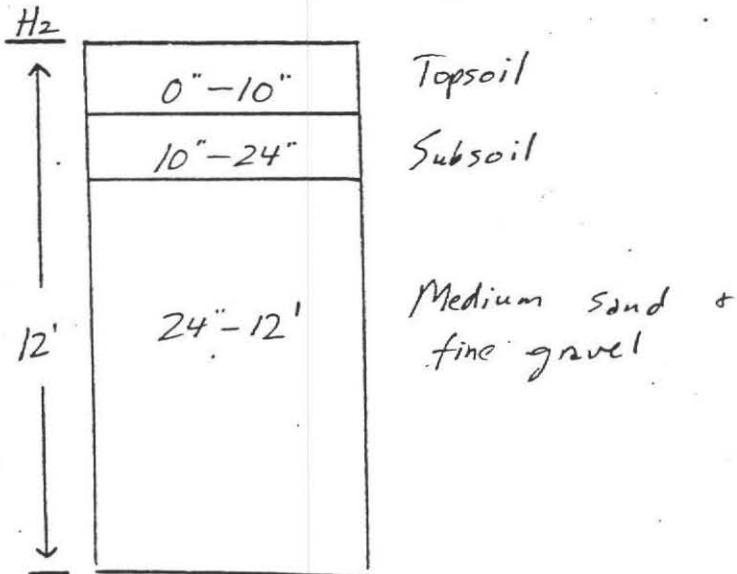 H2
0"-10" Topsoil
10"-24" Subsoil
12' 24"-12' Medium sand &
fine gravel